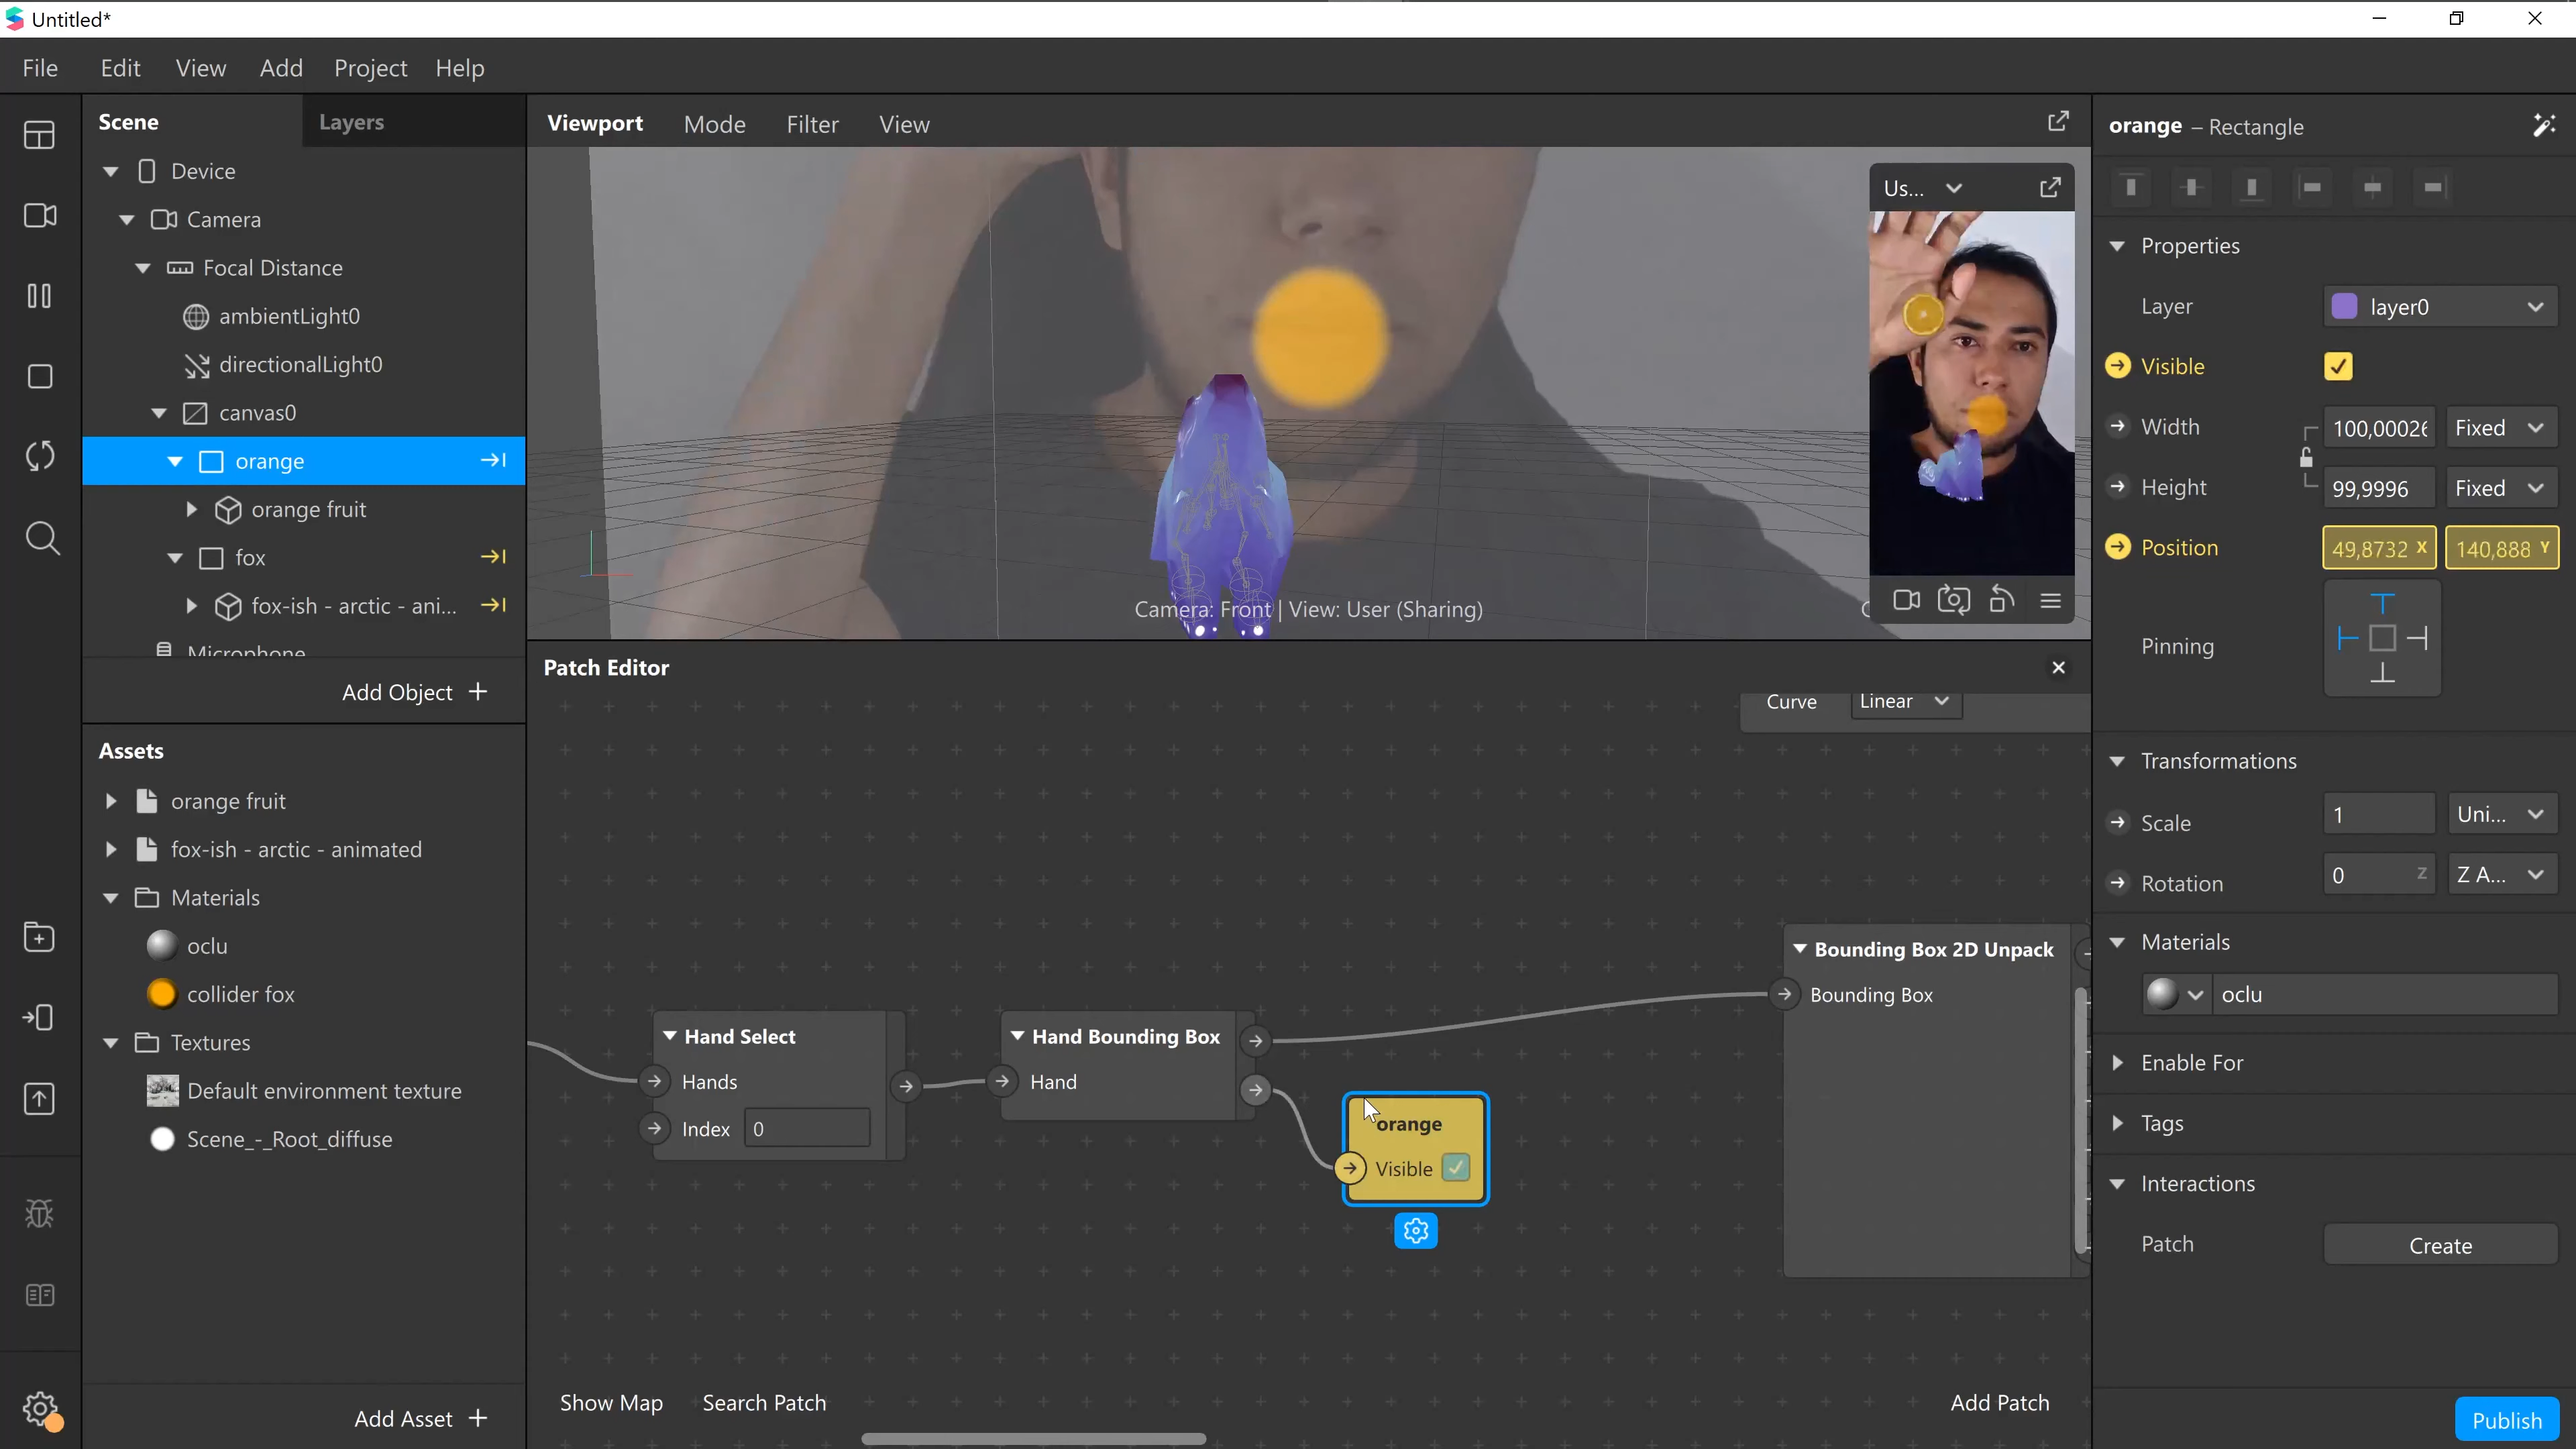 Untitled*
File Edit View Add Project Help
Scene Layers
Device
Camera
Focal Distance
ambientLight0
directionalLight0
canvas0
orange
orange fruit
fox
fox-ish - arctic - ani...
Microphone
Add Object +
Assets
orange fruit
fox-ish - arctic - animated
Materials
oclu
collider fox
Textures
Default environment texture
Scene_-_Root_diffuse
Add Asset +
Viewport Mode Filter View
Us...
Camera: Front | View: User (Sharing)
Patch Editor
Curve Linear
Hand Select
Hands
Index 0
Hand Bounding Box
Hand
orange
Visible
Bounding Box 2D Unpack
Bounding Box
Show Map Search Patch Add Patch
orange – Rectangle
Properties
Layer layer0
Visible
Width 100,00026 Fixed
Height 99,9996 Fixed
Position 49,8732 X 140,888 Y
Pinning
Transformations
Scale 1 Uni...
Rotation 0 Z Z A...
Materials
oclu
Enable For
Tags
Interactions
Patch Create
Publish